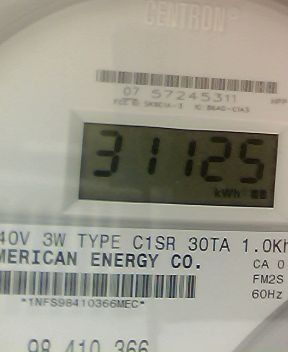 CENTRON®
07 57245311
31125
kWh
40V 3W TYPE C1SR 30TA 1.0Kh
MERICAN ENERGY CO.
CA 0
FM2S
*1NFS98410366MEC*
60Hz
98 410 366